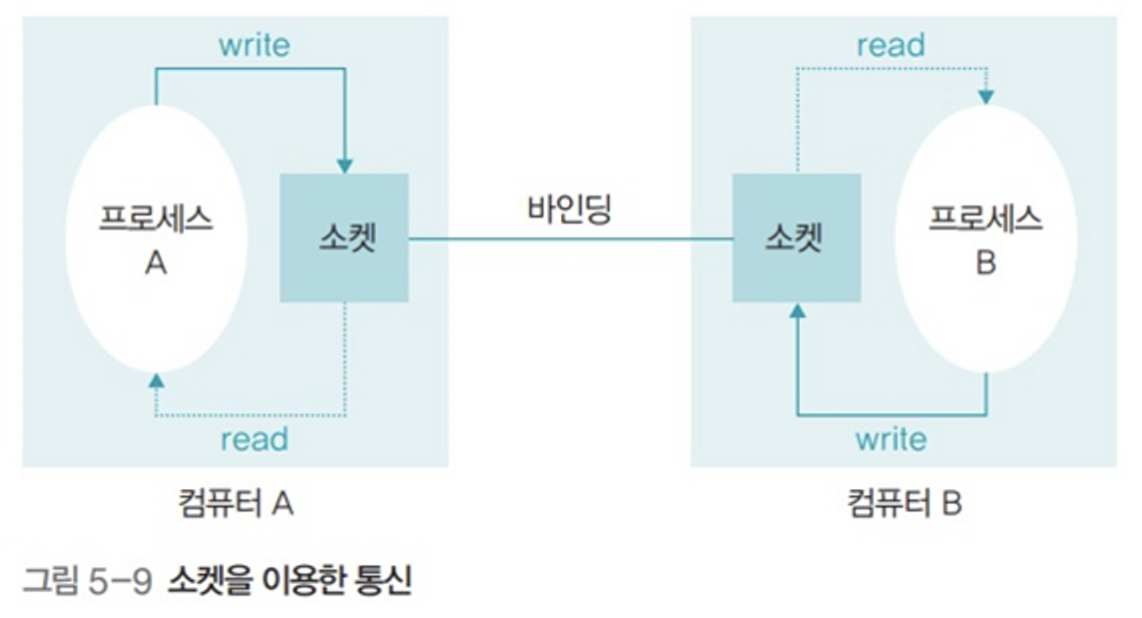 write
read
프로세스
A
소켓
바인딩
소켓
프로세스
B
read
write
컴퓨터 A
컴퓨터 B
그림 5-9 소켓을 이용한 통신